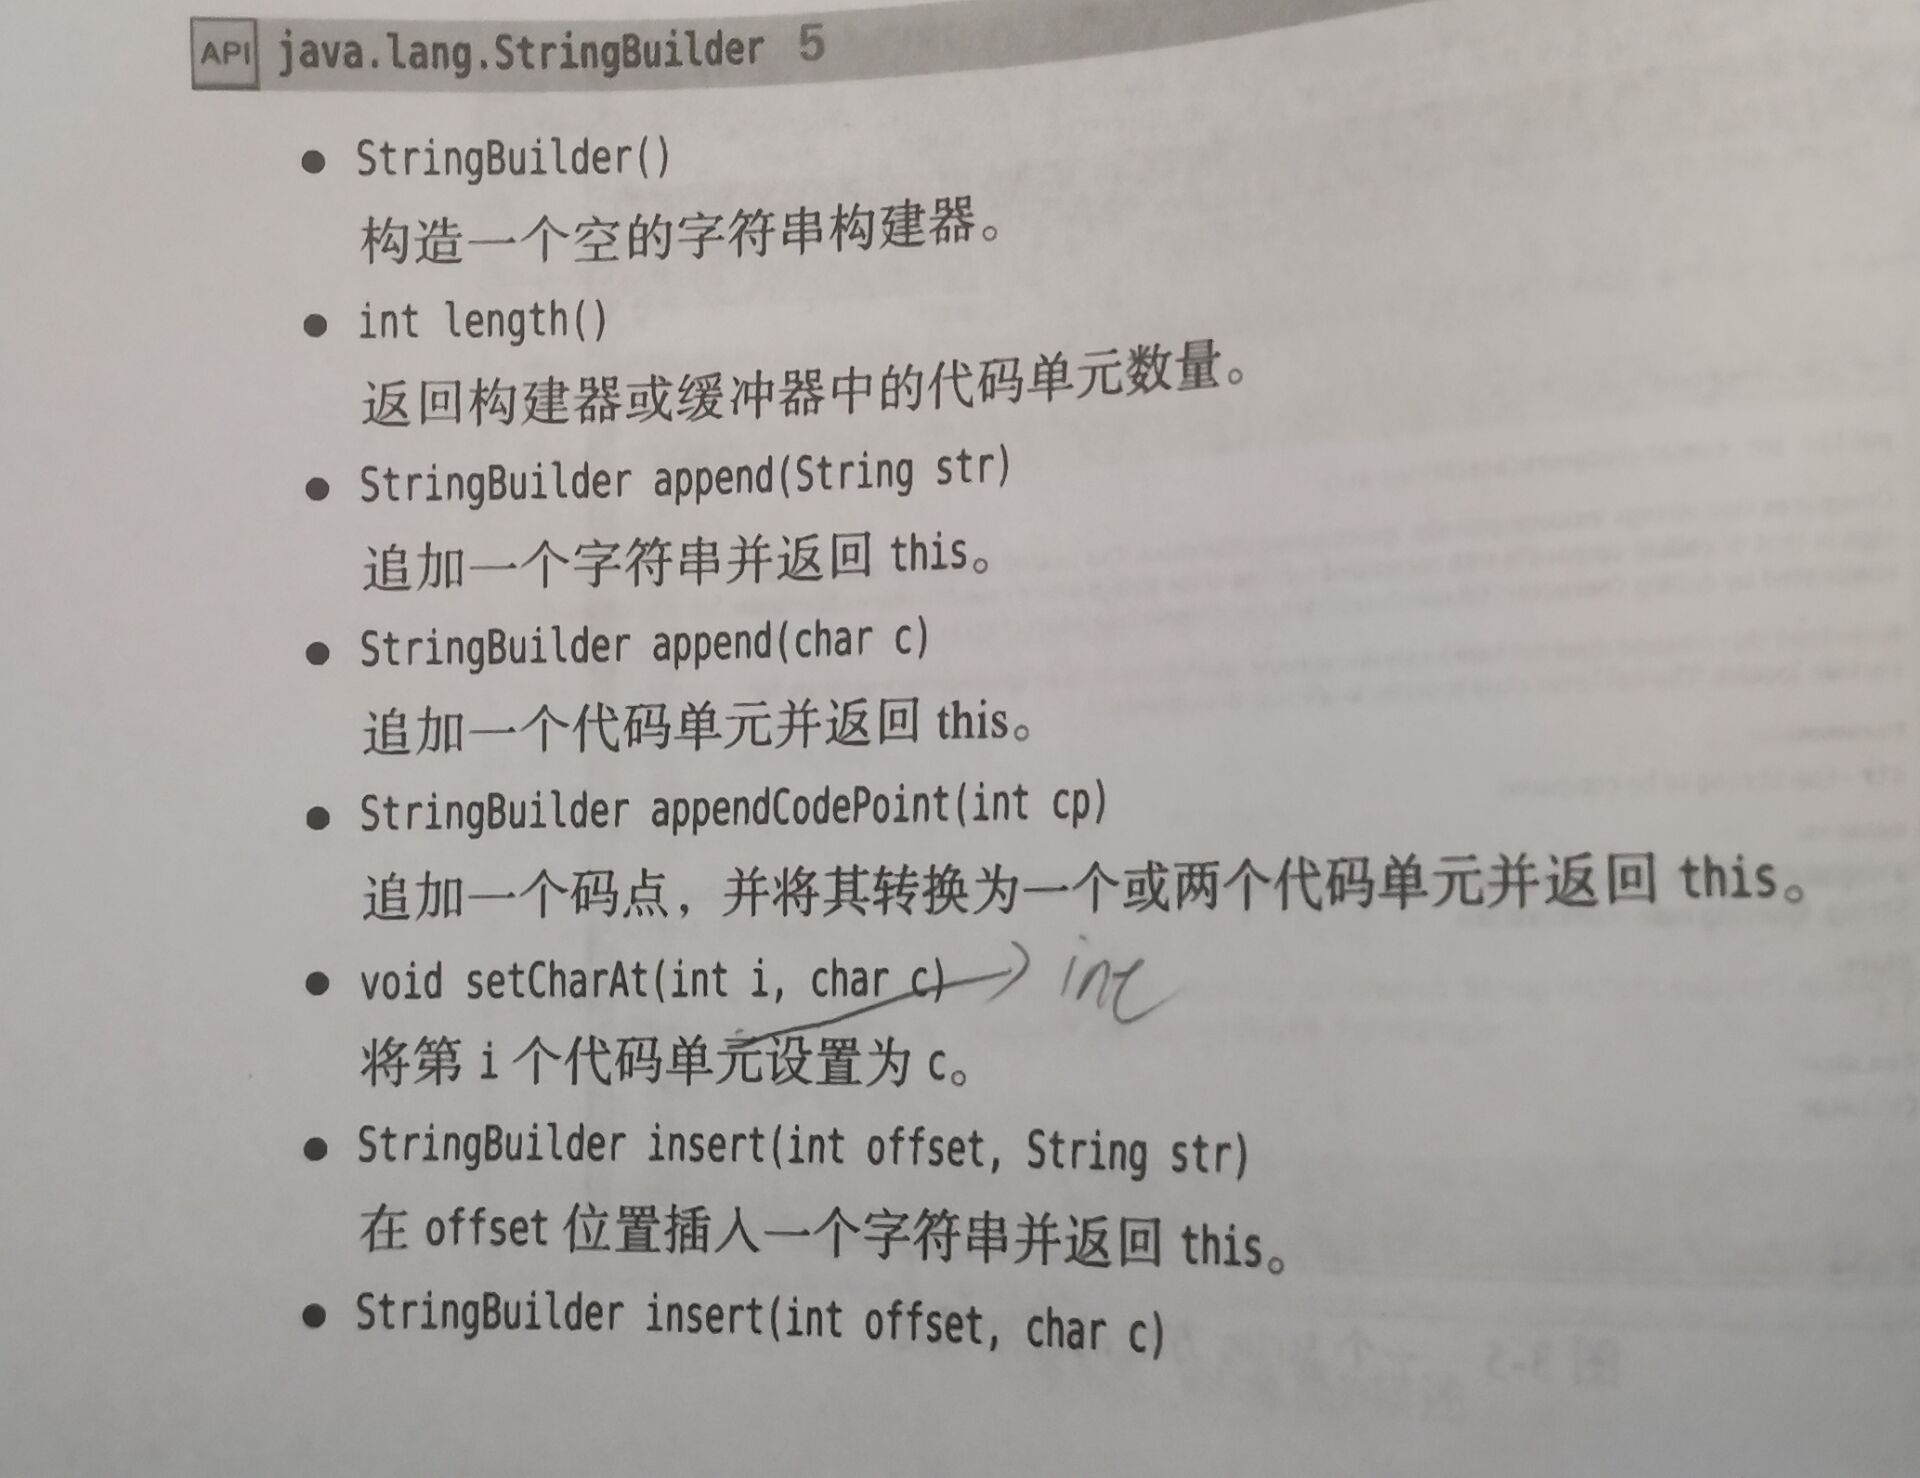 API java.lang.StringBuilder 5
● StringBuilder()
构造一个空的字符串构建器。
● int length()
返回构建器或缓冲器中的代码单元数量。
● StringBuilder append(String str)
追加一个字符串并返回 this。
● StringBuilder append(char c)
追加一个代码单元并返回 this。
● StringBuilder appendCodePoint(int cp)
追加一个码点，并将其转换为一个或两个代码单元并返回 this。
● void setCharAt(int i, char c) → int
将第 i 个代码单元设置为 c。
● StringBuilder insert(int offset, String str)
在 offset 位置插入一个字符串并返回 this。
● StringBuilder insert(int offset, char c)